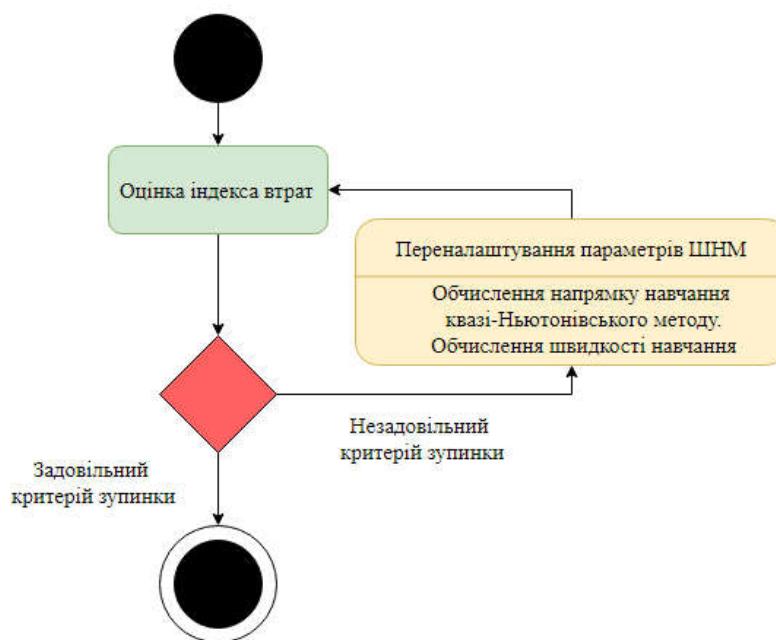 Оцінка індекса втрат
Переналаштування параметрів ШНМ
Обчислення напрямку навчання
квазі-Ньютонівського методу.
Обчислення швидкості навчання
Незадовільний
критерій зупинки
Задовільний
критерій зупинки